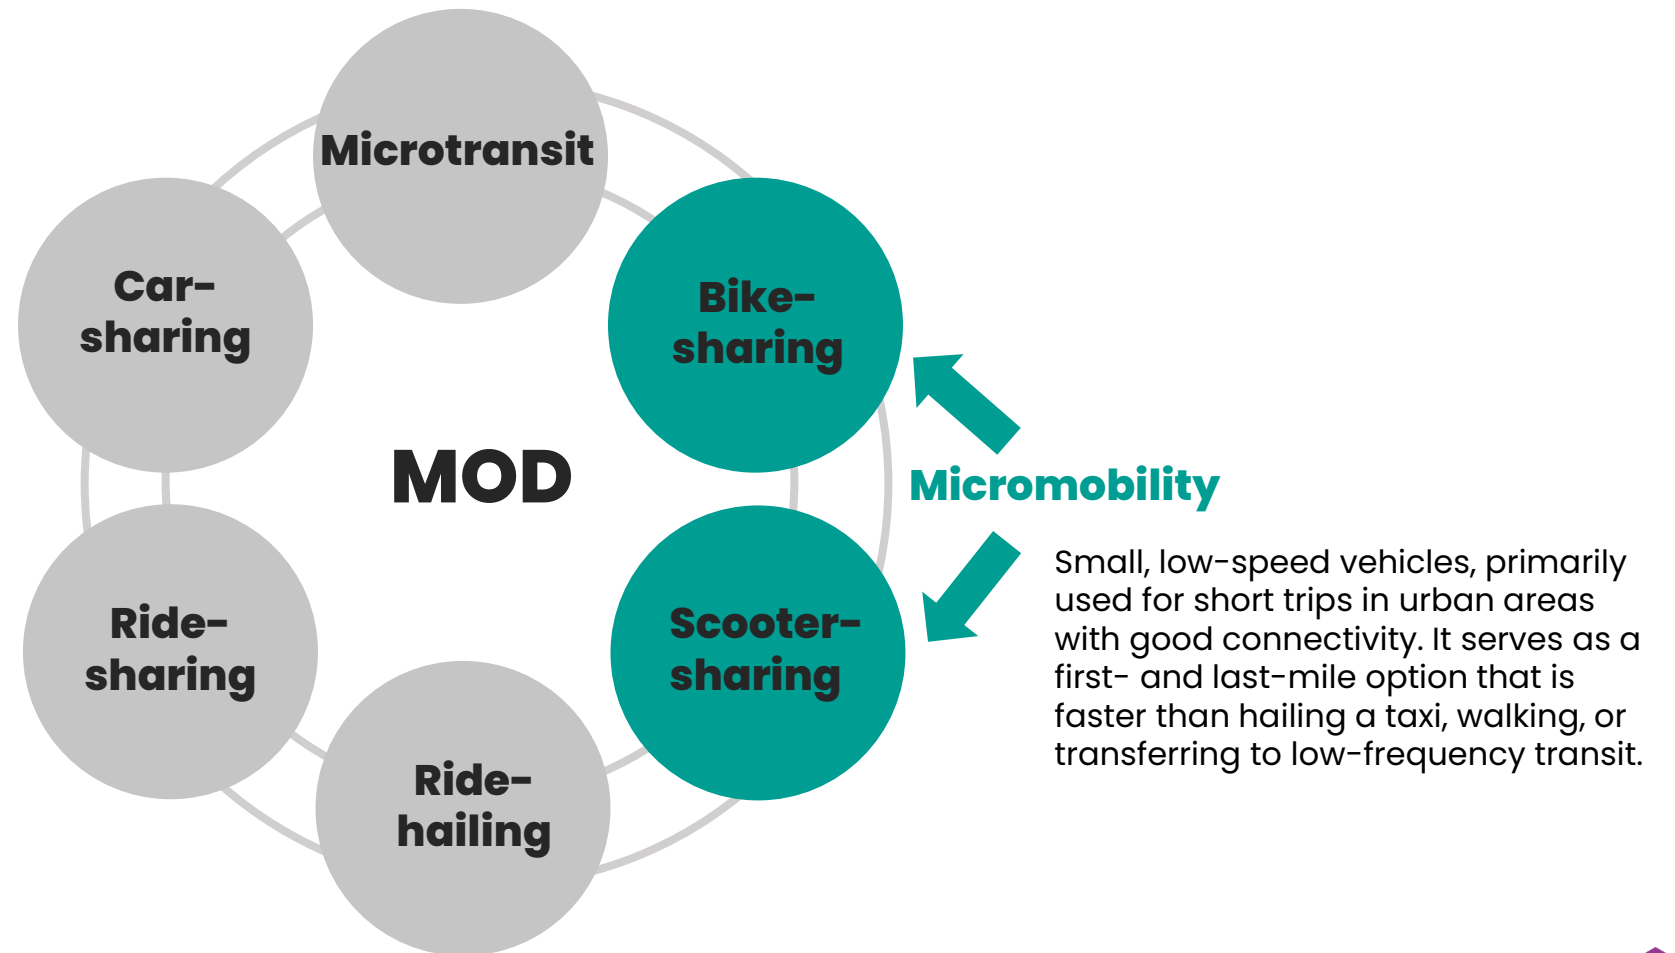 Microtransit
Car-
sharing
Bike-
sharing
MOD
Micromobility
Small, low-speed vehicles, primarily
used for short trips in urban areas
with good connectivity. It serves as a
first- and last-mile option that is
faster than hailing a taxi, walking, or
transferring to low-frequency transit.
Ride-
sharing
Scooter-
sharing
Ride-
hailing